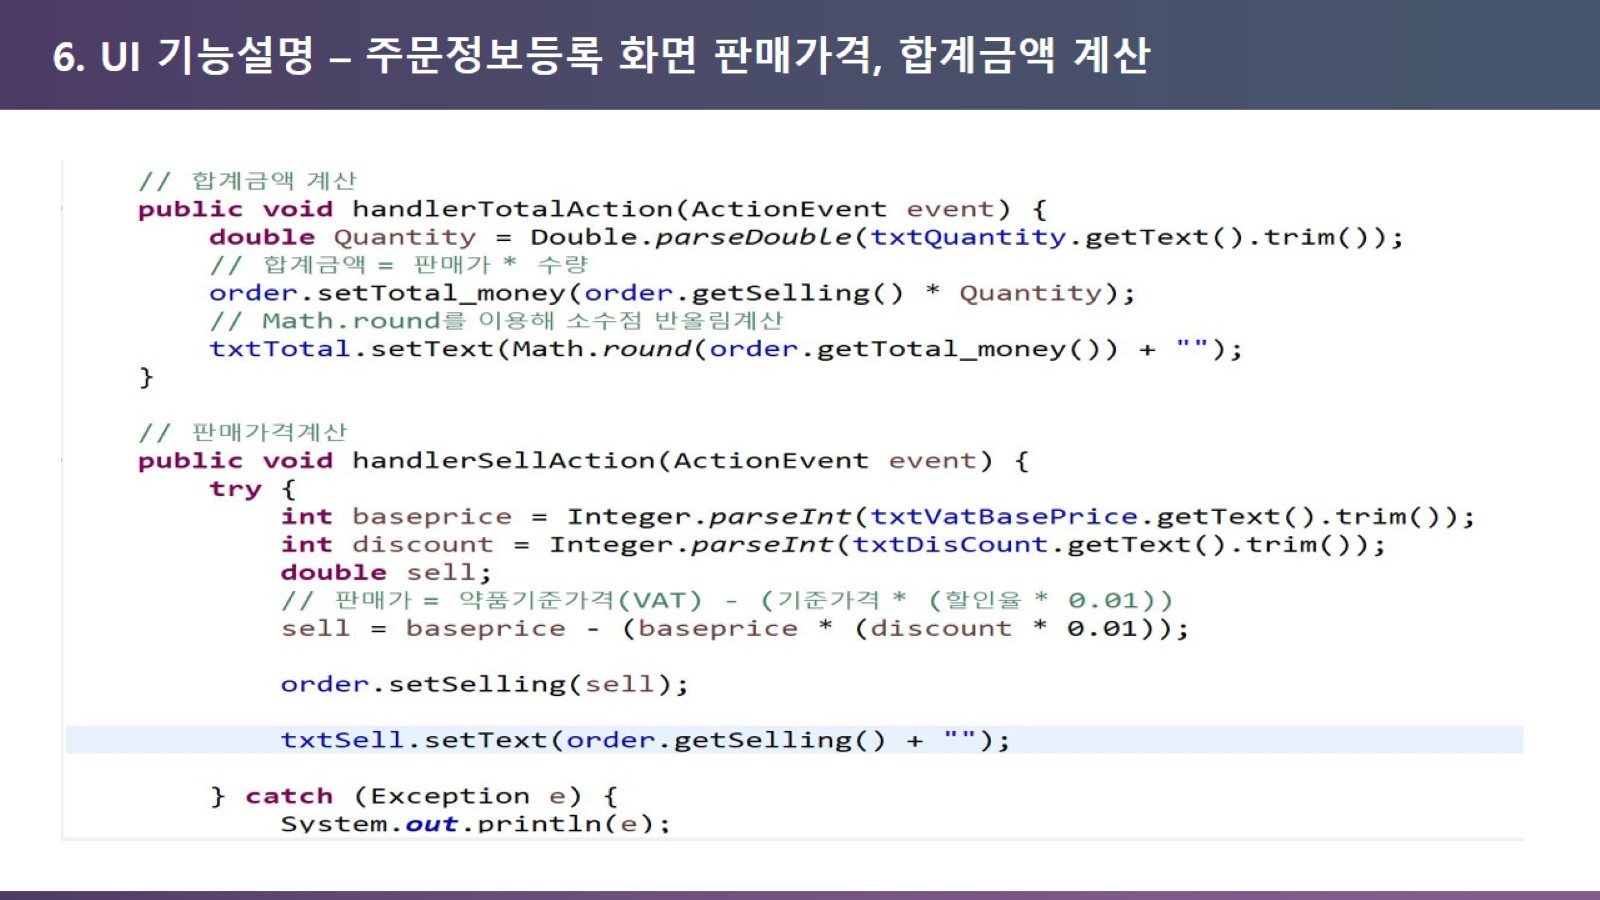 6. UI 기능설명 – 주문정보등록 화면 판매가격, 합계금액 계산
// 합계금액 계산
public void handlerTotalAction(ActionEvent event) {
double Quantity = Double.parseDouble(txtQuantity.getText().trim());
// 합계금액 = 판매가 * 수량
order.setTotal_money(order.getSelling() * Quantity);
// Math.round를 이용해 소수점 반올림계산
txtTotal.setText(Math.round(order.getTotal_money()) + "");
}
// 판매가격계산
public void handlerSellAction(ActionEvent event) {
try {
int baseprice = Integer.parseInt(txtVatBasePrice.getText().trim());
int discount = Integer.parseInt(txtDisCount.getText().trim());
double sell;
// 판매가 = 약품기준가격(VAT) - (기준가격 * (할인율 * 0.01))
sell = baseprice - (baseprice * (discount * 0.01));
order.setSelling(sell);
txtSell.setText(order.getSelling() + "");
} catch (Exception e) {
System.out.println(e);